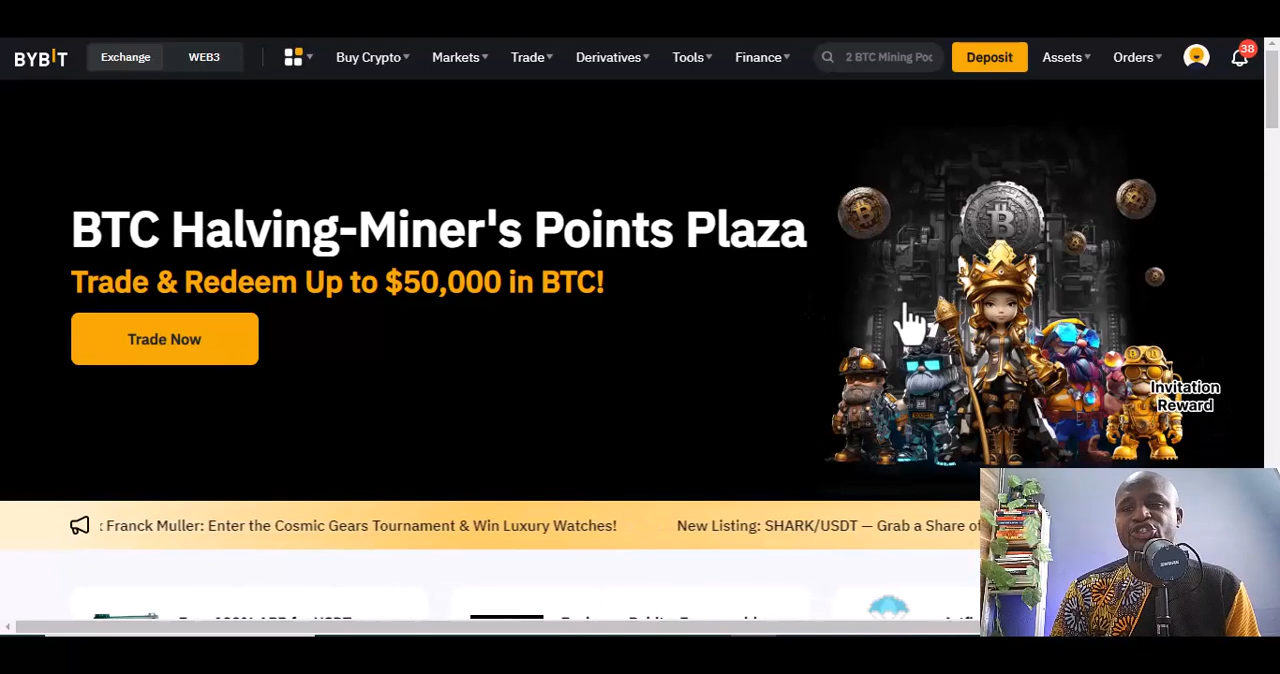 BYBIT Exchange WEB3 Buy Crypto Markets Trade Derivatives Tools Finance 2 BTC Mining Poc Deposit Assets Orders 38
BTC Halving-Miner's Points Plaza
Trade & Redeem Up to $50,000 in BTC!
Trade Now
Invitation
Reward
x Franck Muller: Enter the Cosmic Gears Tournament & Win Luxury Watches! New Listing: SHARK/USDT — Grab a Share of